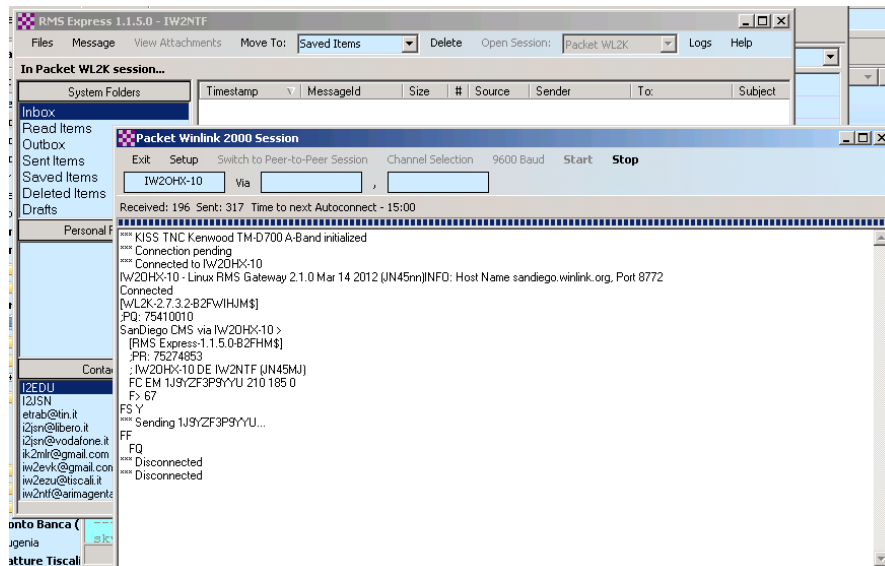 RMS Express 1.1.5.0 - IW2NTF
Files Message View Attachments Move To: Saved Items Delete Open Session: Packet WL2K Logs Help
In Packet WL2K session...
System Folders
Timestamp MessageId Size # Source Sender To: Subject
Inbox
Read Items
Outbox
Sent Items
Saved Items
Deleted Items
Drafts
Personal F
Conta
I2EDU
I2JSN
etrab@tin.it
i2jsn@libero.it
i2jsn@vodafone.it
ik2mlr@gmail.com
iw2evk@gmail.con
iw2ezu@tiscali.it
iw2ntf@arimagenta
Packet Winlink 2000 Session
Exit Setup Switch to Peer-to-Peer Session Channel Selection 9600 Baud Start Stop
IW2OHX-10 Via ,
Received: 196 Sent: 317 Time to next Autoconnect - 15:00
*** KISS TNC Kenwood TM-D700 A-Band initialized
*** Connection pending
*** Connected to IW2OHX-10
IW2OHX-10 - Linux RMS Gateway 2.1.0 Mar 14 2012 (JN45nn)INFO: Host Name sandiego.winlink.org, Port 8772
Connected
[WL2K-2.7.3.2-B2FWIHJM$]
;PQ: 75410010
SanDiego CMS via IW2OHX-10 >
[RMS Express-1.1.5.0-B2FHM$]
;PR: 75274853
; IW2OHX-10 DE IW2NTF (JN45MJ)
FC EM 1J9YZF3P9YYU 210 185 0
F> 67
FS Y
*** Sending 1J9YZF3P9YYU...
FF
FQ
*** Disconnected
*** Disconnected
onto Banca (
ugenia
atture Tiscali